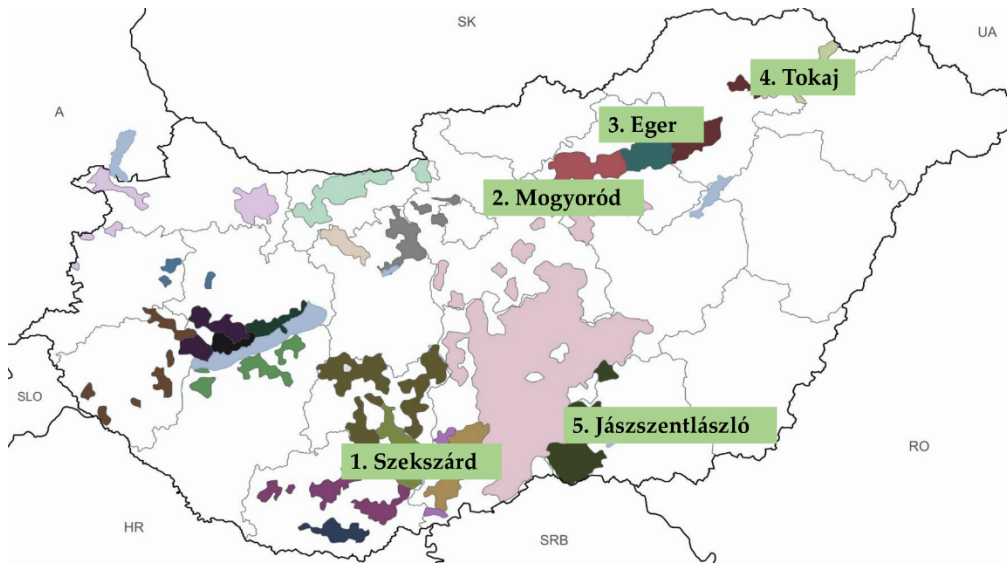 SK
UA
A
4. Tokaj
3. Eger
2. Mogyoród
SLO
5. Jászszentlászló
RO
1. Szekszárd
HR
SRB